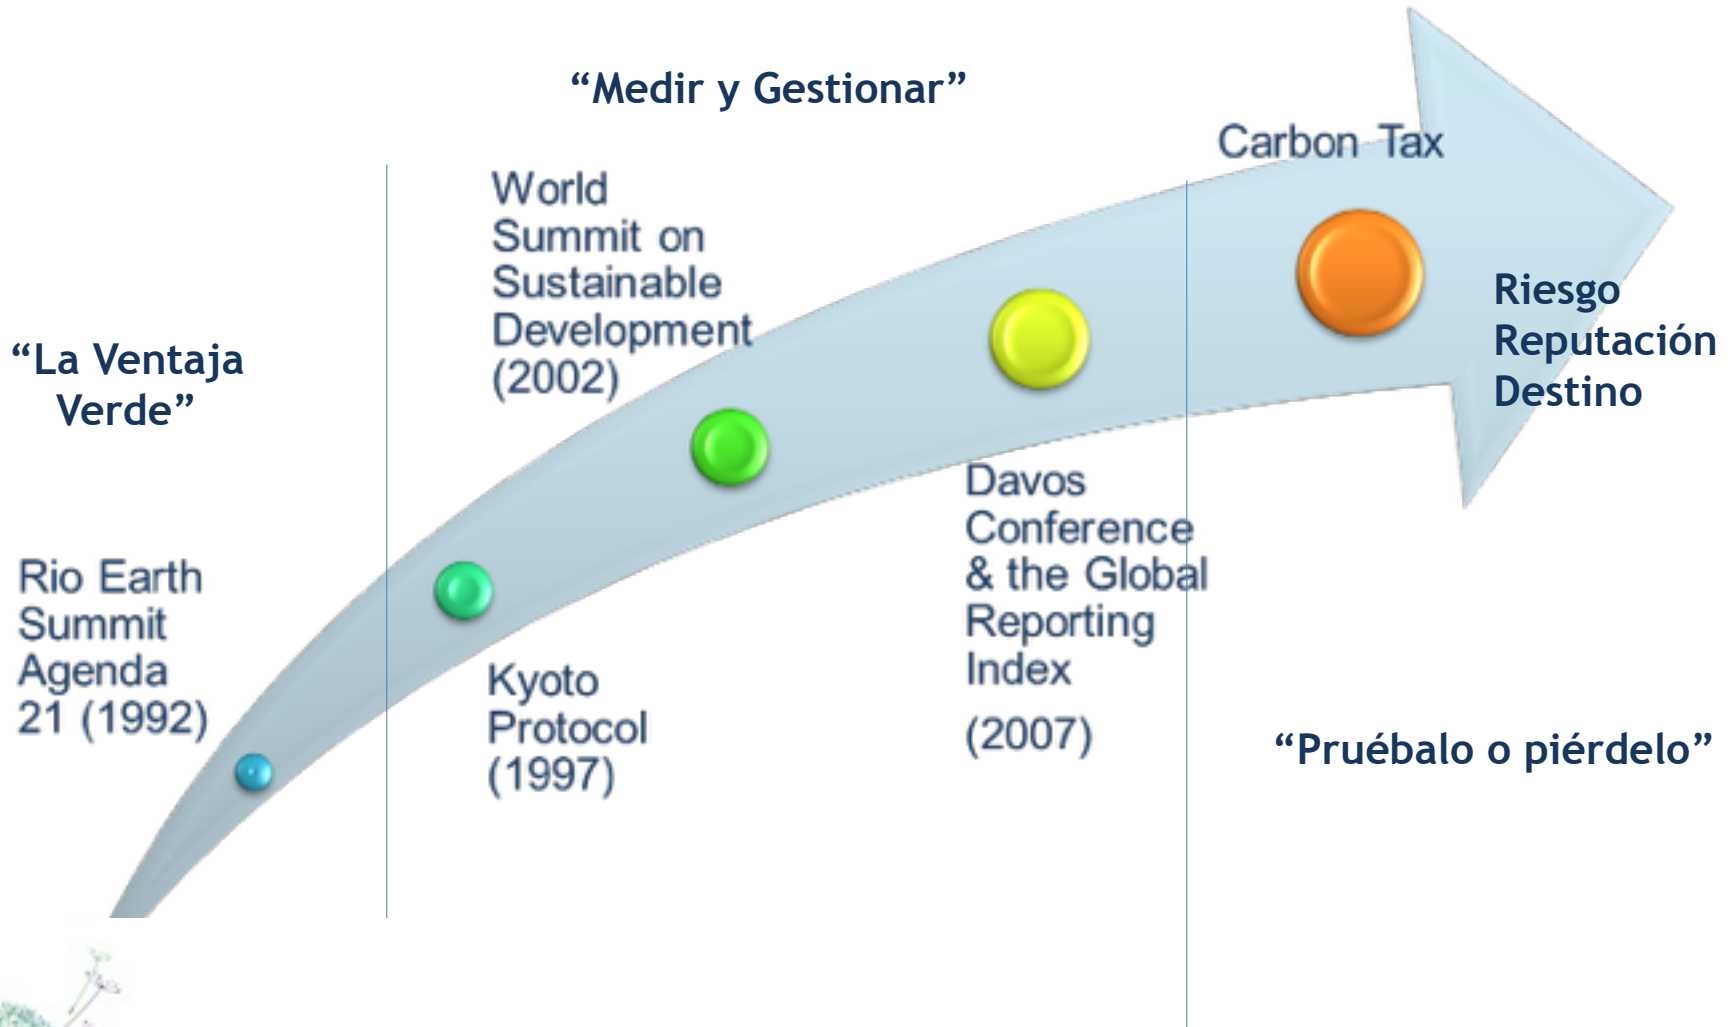 “Medir y Gestionar”
Carbon Tax
World
Summit on
Sustainable
Development
(2002)
Riesgo
Reputación
Destino
“La Ventaja
Verde”
Davos
Conference
& the Global
Reporting
Index
(2007)
Rio Earth
Summit
Agenda
21 (1992)
Kyoto
Protocol
(1997)
“Pruébalo o piérdelo”